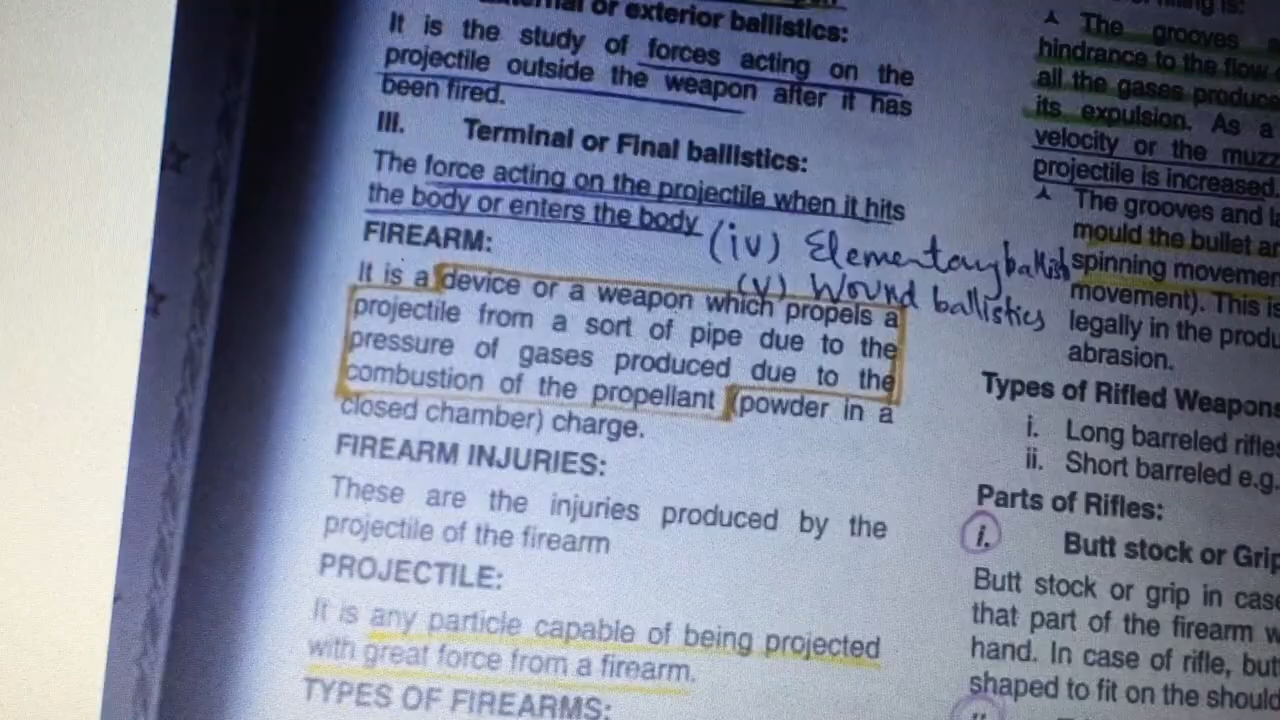 or exterior ballistics:
It is the study of forces acting on the
projectile outside the weapon after it has
been fired.
III. Terminal or Final ballistics:
The force acting on the projectile when it hits
the body or enters the body
(iv) Elementary ballistics
(v) Wound ballistics
FIREARM:
It is a device or a weapon which propels a
projectile from a sort of pipe due to the
pressure of gases produced due to the
combustion of the propellant (powder in a
closed chamber) charge.
FIREARM INJURIES:
These are the injuries produced by the
projectile of the firearm
PROJECTILE:
It is any particle capable of being projected
with great force from a firearm.
TYPES OF FIREARMS:
The grooves
hindrance to the flow
all the gases produce
its expulsion. As a
velocity or the muzz
projectile is increased
The grooves and l
mould the bullet an
spinning movemen
movement). This is
legally in the produ
abrasion.
Types of Rifled Weapons
i. Long barreled rifles
ii. Short barreled e.g.
Parts of Rifles:
i. Butt stock or Grip
Butt stock or grip in case
that part of the firearm w
hand. In case of rifle, but
shaped to fit on the should